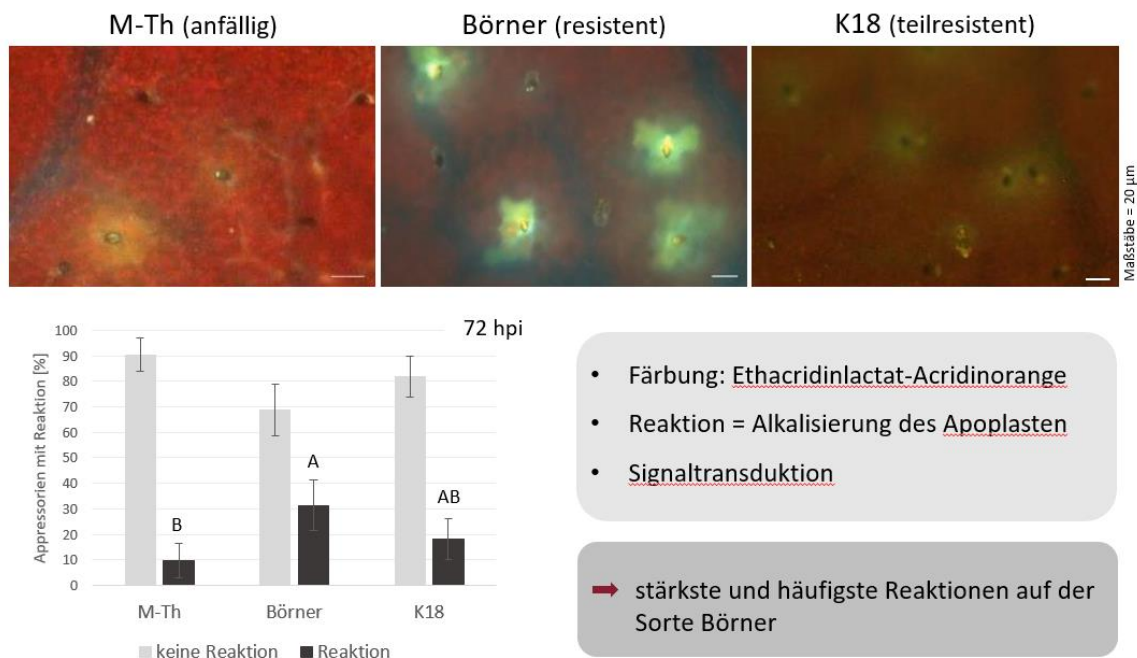 M-Th (anfällig)
Börner (resistent)
K18 (teilresistent)
Maßstäbe = 20 µm
72 hpi
Appressorien mit Reaktion [%]
100
90
80
70
60
50
40
30
20
10
0
B
A
AB
M-Th
Börner
K18
keine Reaktion
Reaktion
• Färbung: Ethacridinlactat-Acridinorange
• Reaktion = Alkalisierung des Apoplasten
• Signaltransduktion
stärkste und häufigste Reaktionen auf der
Sorte Börner